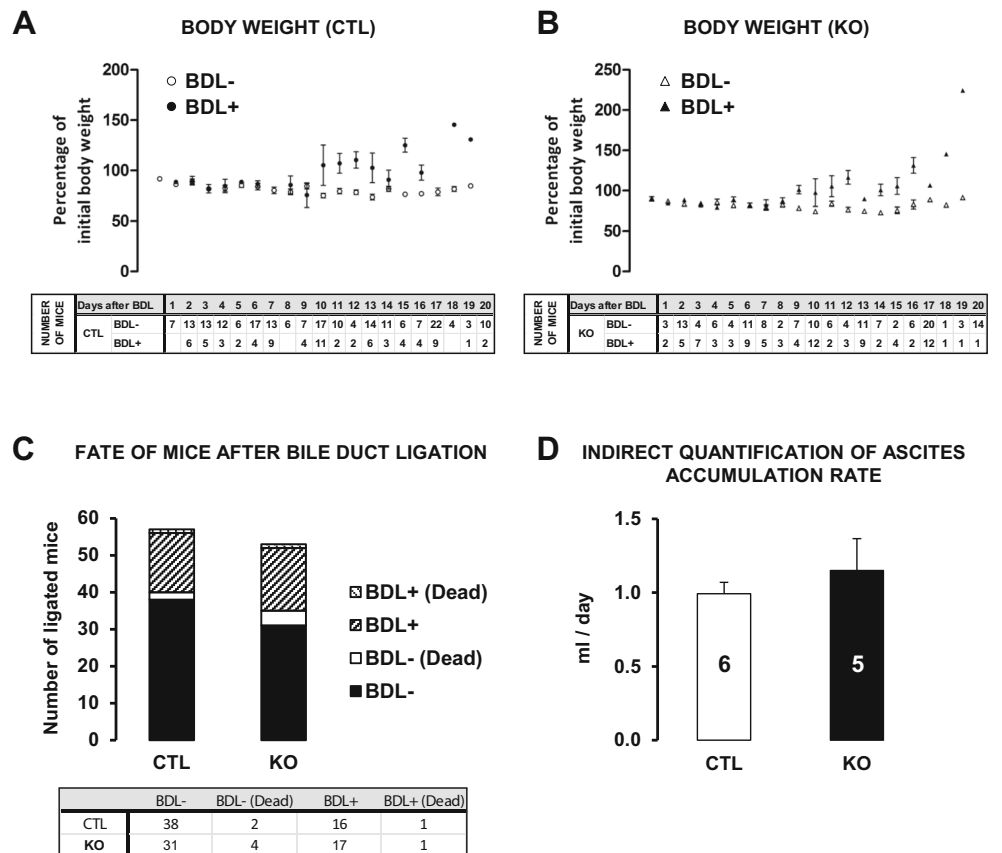 A
BODY WEIGHT (CTL)
200
150
100
50
0
Percentage of
initial body weight
BDL-
BDL+
NUMBER
OF MICE
Days after BDL 1 2 3 4 5 6 7 8 9 10 11 12 13 14 15 16 17 18 19 20
CTL
BDL- 7 13 13 12 6 17 13 6 7 17 10 4 14 11 6 7 22 4 3 10
BDL+ 6 5 3 2 4 7 9 4 11 2 2 6 3 4 4 9 1 2
B
BODY WEIGHT (KO)
250
200
150
100
50
0
Percentage of
initial body weight
BDL-
BDL+
NUMBER
OF MICE
Days after BDL 1 2 3 4 5 6 7 8 9 10 11 12 13 14 15 16 17 18 19 20
KO
BDL- 3 13 4 6 4 11 8 2 7 10 6 4 11 7 2 6 20 1 3 14
BDL+ 2 5 7 3 3 9 5 3 4 12 2 3 9 2 4 2 12 1 1 1
C
FATE OF MICE AFTER BILE DUCT LIGATION
60
50
40
30
20
10
0
Number of ligated mice
CTL KO
BDL+ (Dead)
BDL+
BDL- (Dead)
BDL-
BDL- BDL- (Dead) BDL+ BDL+ (Dead)
CTL 38 2 16 1
KO 31 4 17 1
D
INDIRECT QUANTIFICATION OF ASCITES
ACCUMULATION RATE
1.5
1.0
0.5
0.0
ml / day
6 5
CTL KO